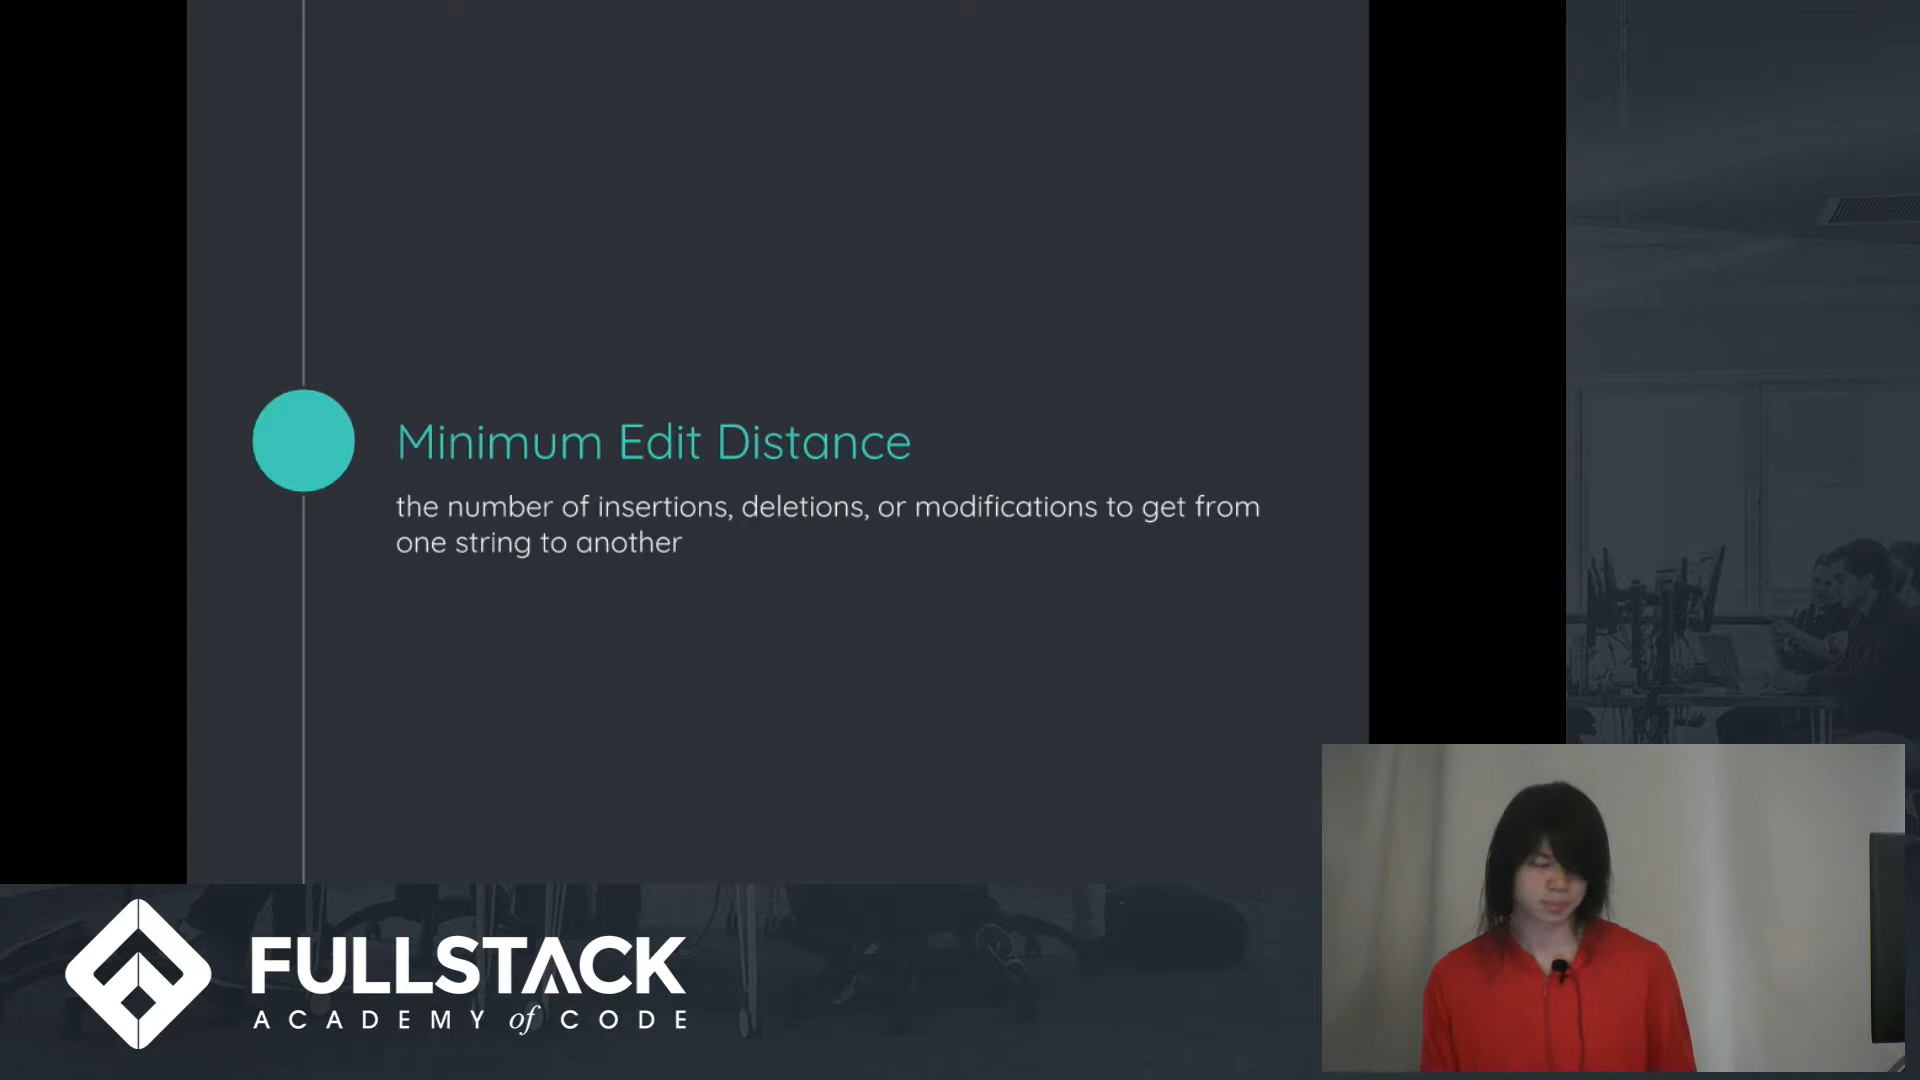 Minimum Edit Distance
the number of insertions, deletions, or modifications to get from
one string to another
FULLSTACK
ACADEMY of CODE